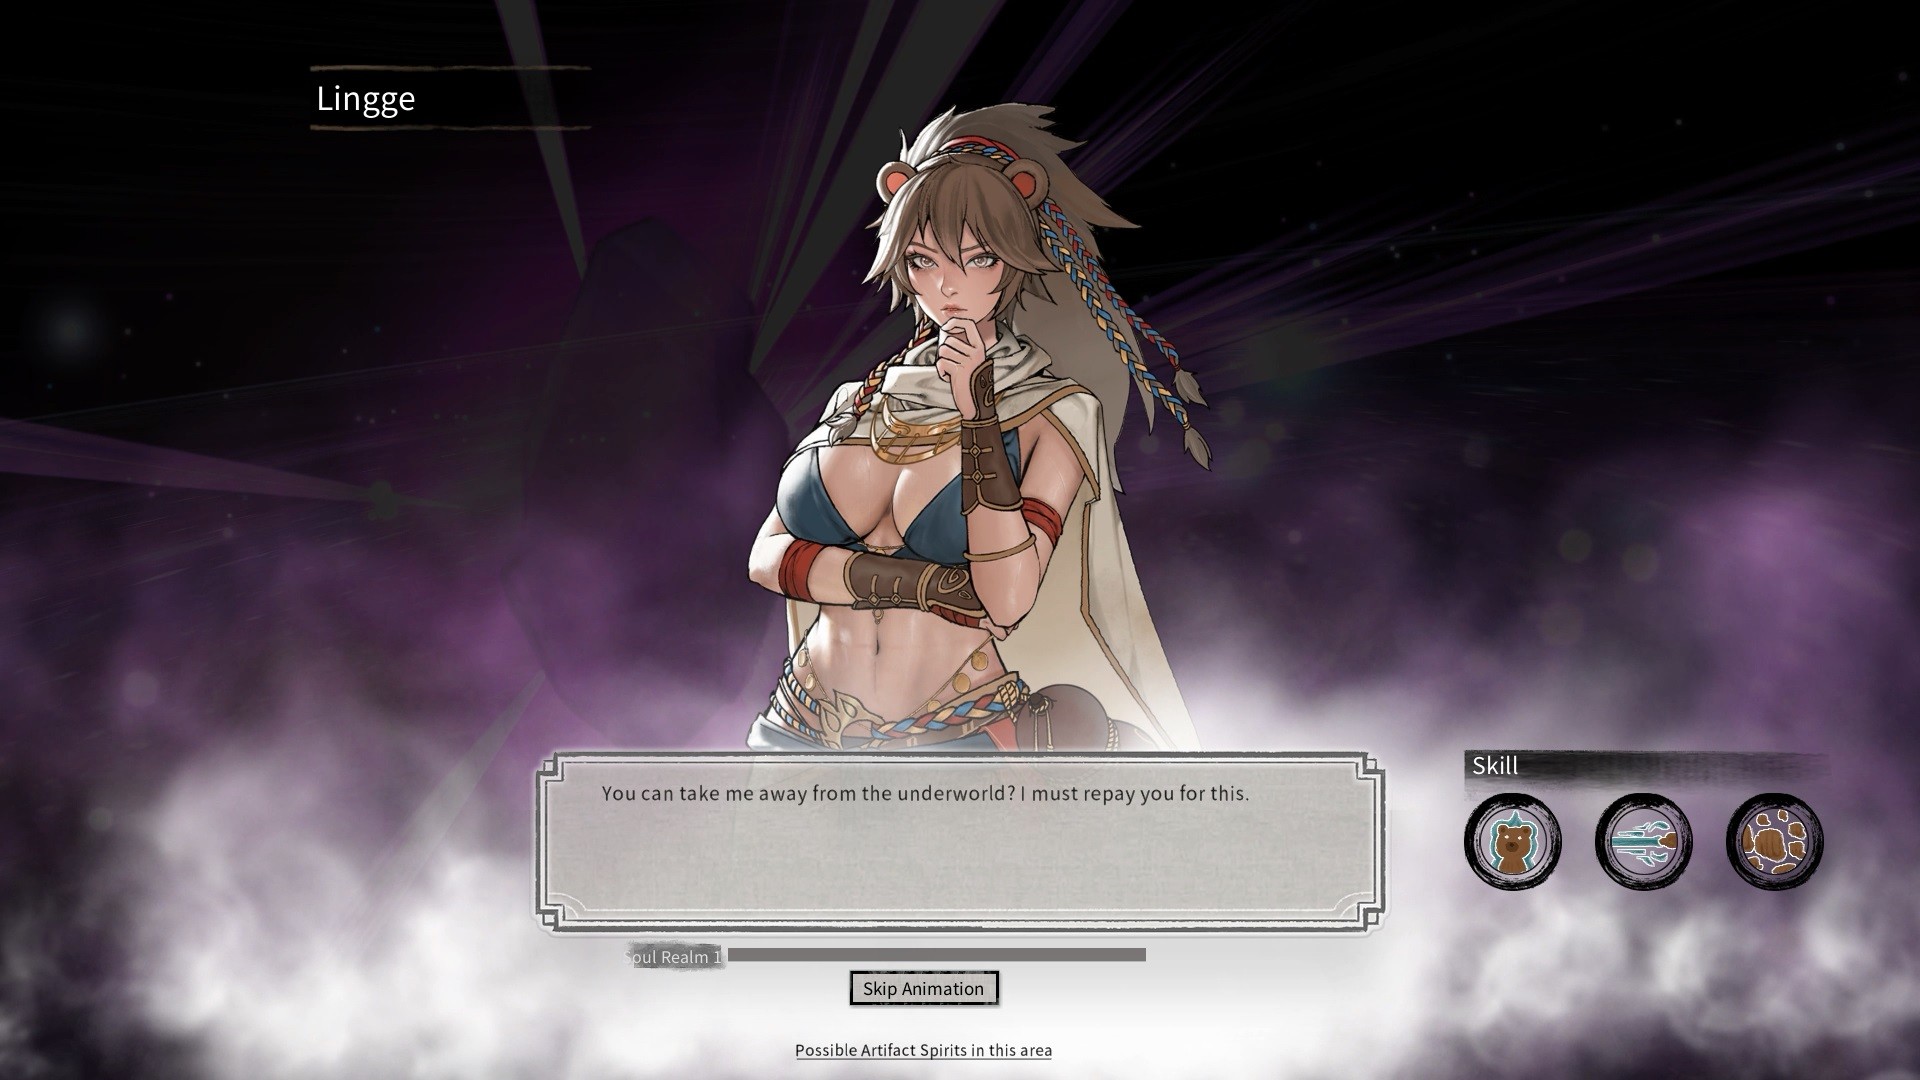 Lingge
You can take me away from the underworld? I must repay you for this.
Skill
Soul Realm 1
Skip Animation
Possible Artifact Spirits in this area